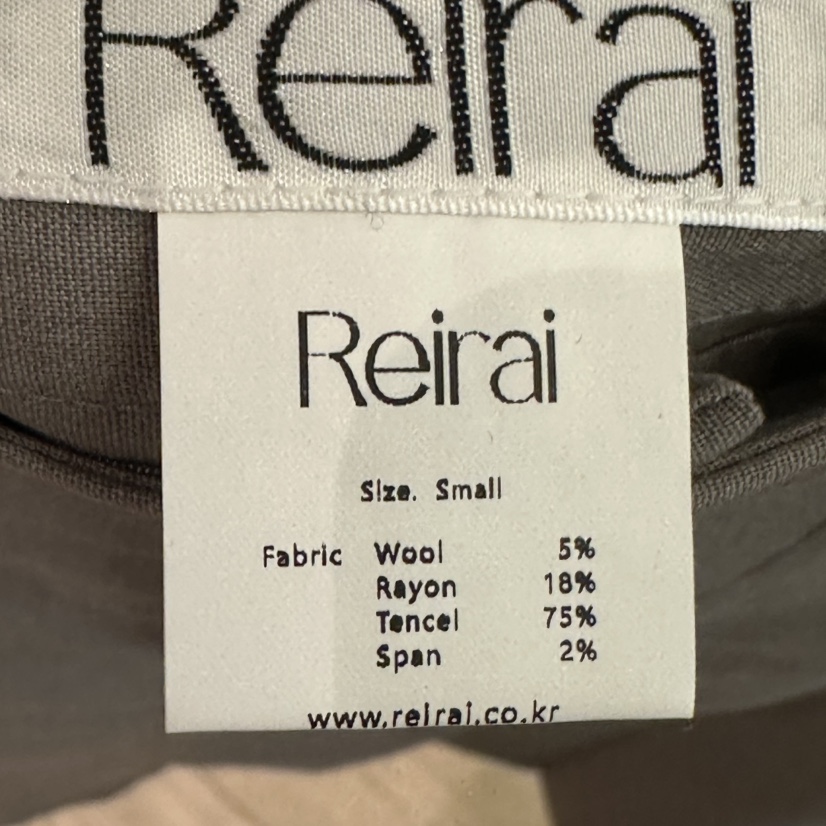 Reirai
Reirai
Size. Small
Fabric Wool 5%
Rayon 18%
Tencel 75%
Span 2%
www.reirai.co.kr